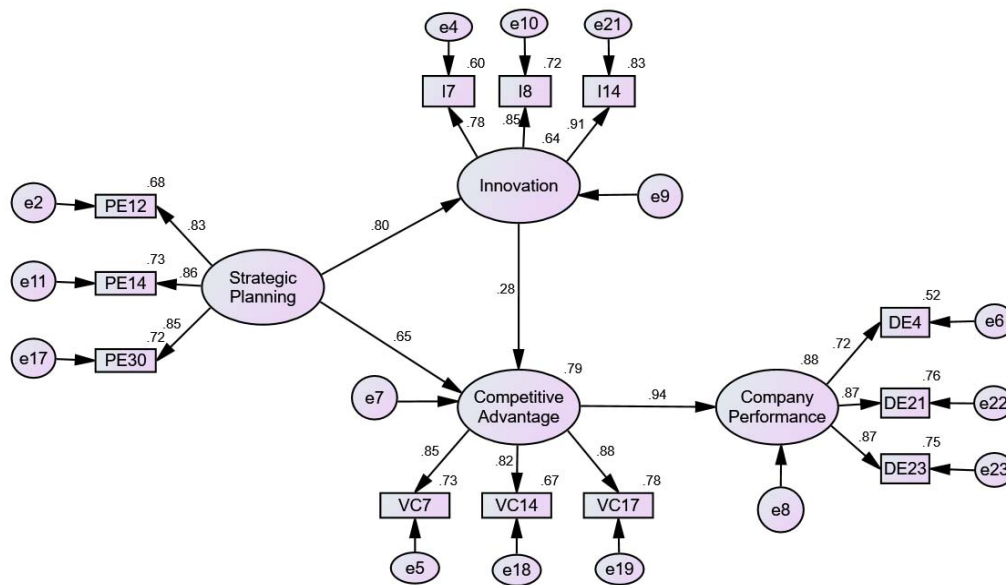 e4
e10
e21
.60
.72
.83
I7
I8
I14
.78
.85
.91
.64
Innovation
e9
.68
e2
PE12
.83
.80
.73
e11
PE14
.86
Strategic
Planning
.85
.72
e17
PE30
.28
.65
.52
DE4
e6
.72
.88
.79
e7
Competitive
Advantage
.94
Company
Performance
.76
.87
DE21
e22
.87
.75
DE23
e23
.85
.82
.88
.73
.67
.78
VC7
VC14
VC17
e8
e5
e18
e19